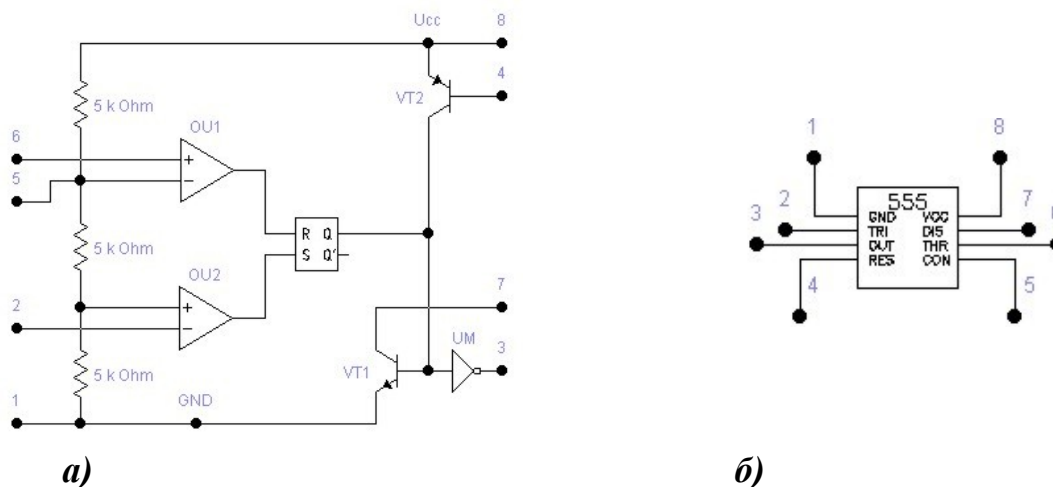 Ucc 8
4
VT2
5 k Ohm
OU1
6
+
5
-
5 k Ohm
R Q
S Q'
OU2
7
2
+
-
UM
3
5 k Ohm
VT1
1
GND
а)
1
8
555
2
GND VCC
7
3
TRI DIS
OUT THR
RES CON
4
5
б)